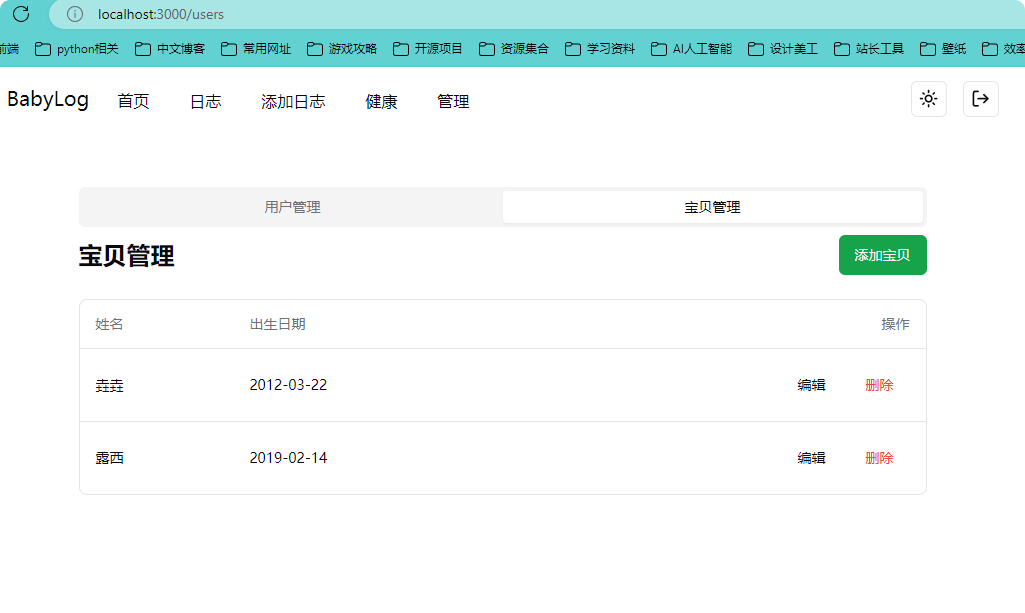 localhost:3000/users
前端 python相关 中文博客 常用网址 游戏攻略 开源项目 资源集合 学习资料 AI人工智能 设计美工 站长工具 壁纸 效率
BabyLog 首页 日志 添加日志 健康 管理
用户管理 宝贝管理
宝贝管理 添加宝贝
姓名 出生日期 操作
垚垚 2012-03-22 编辑 删除
露西 2019-02-14 编辑 删除